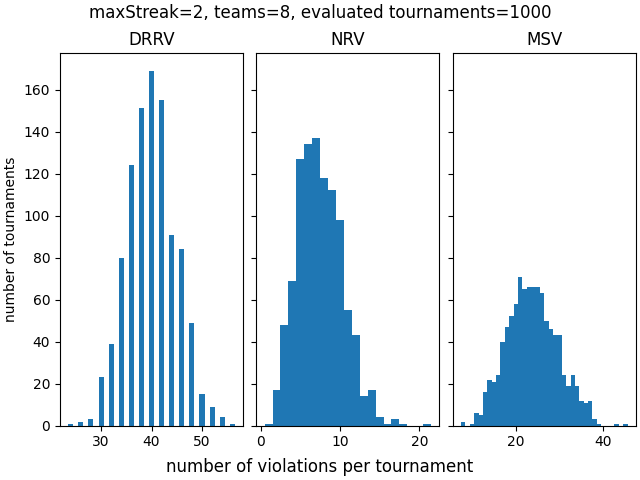 maxStreak=2, teams=8, evaluated tournaments=1000
DRRV NRV MSV
160
140
120
100
80
60
40
20
0
number of tournaments
30 40 50 0 10 20 20 40
number of violations per tournament